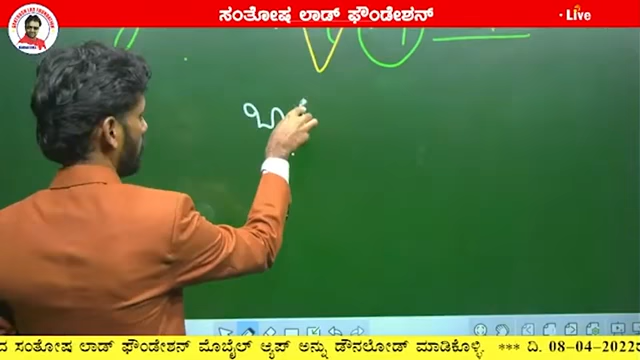 ಸಂತೋಷ ಲಾಡ್ ಫೌಂಡೇಶನ್
Live
ಸಂತೋಷ ಲಾಡ್ ಫೌಂಡೇಶನ್ ಮೊಬೈಲ್ ಆ್ಯಪ್ ಅನ್ನು ಡೌನಲೋಡ್ ಮಾಡಿಕೊಳ್ಳಿ. *** ದಿ. 08-04-2022